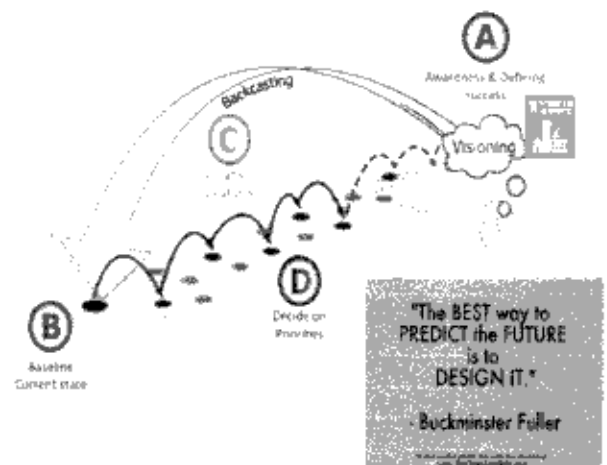 A
Awareness & Defining
Success
Backcasting
C
Visioning
D
Decide on
Priorities
B
Baseline
Current state
"The BEST way to
PREDICT the FUTURE
is to
DESIGN IT."
- Buckminster Fuller